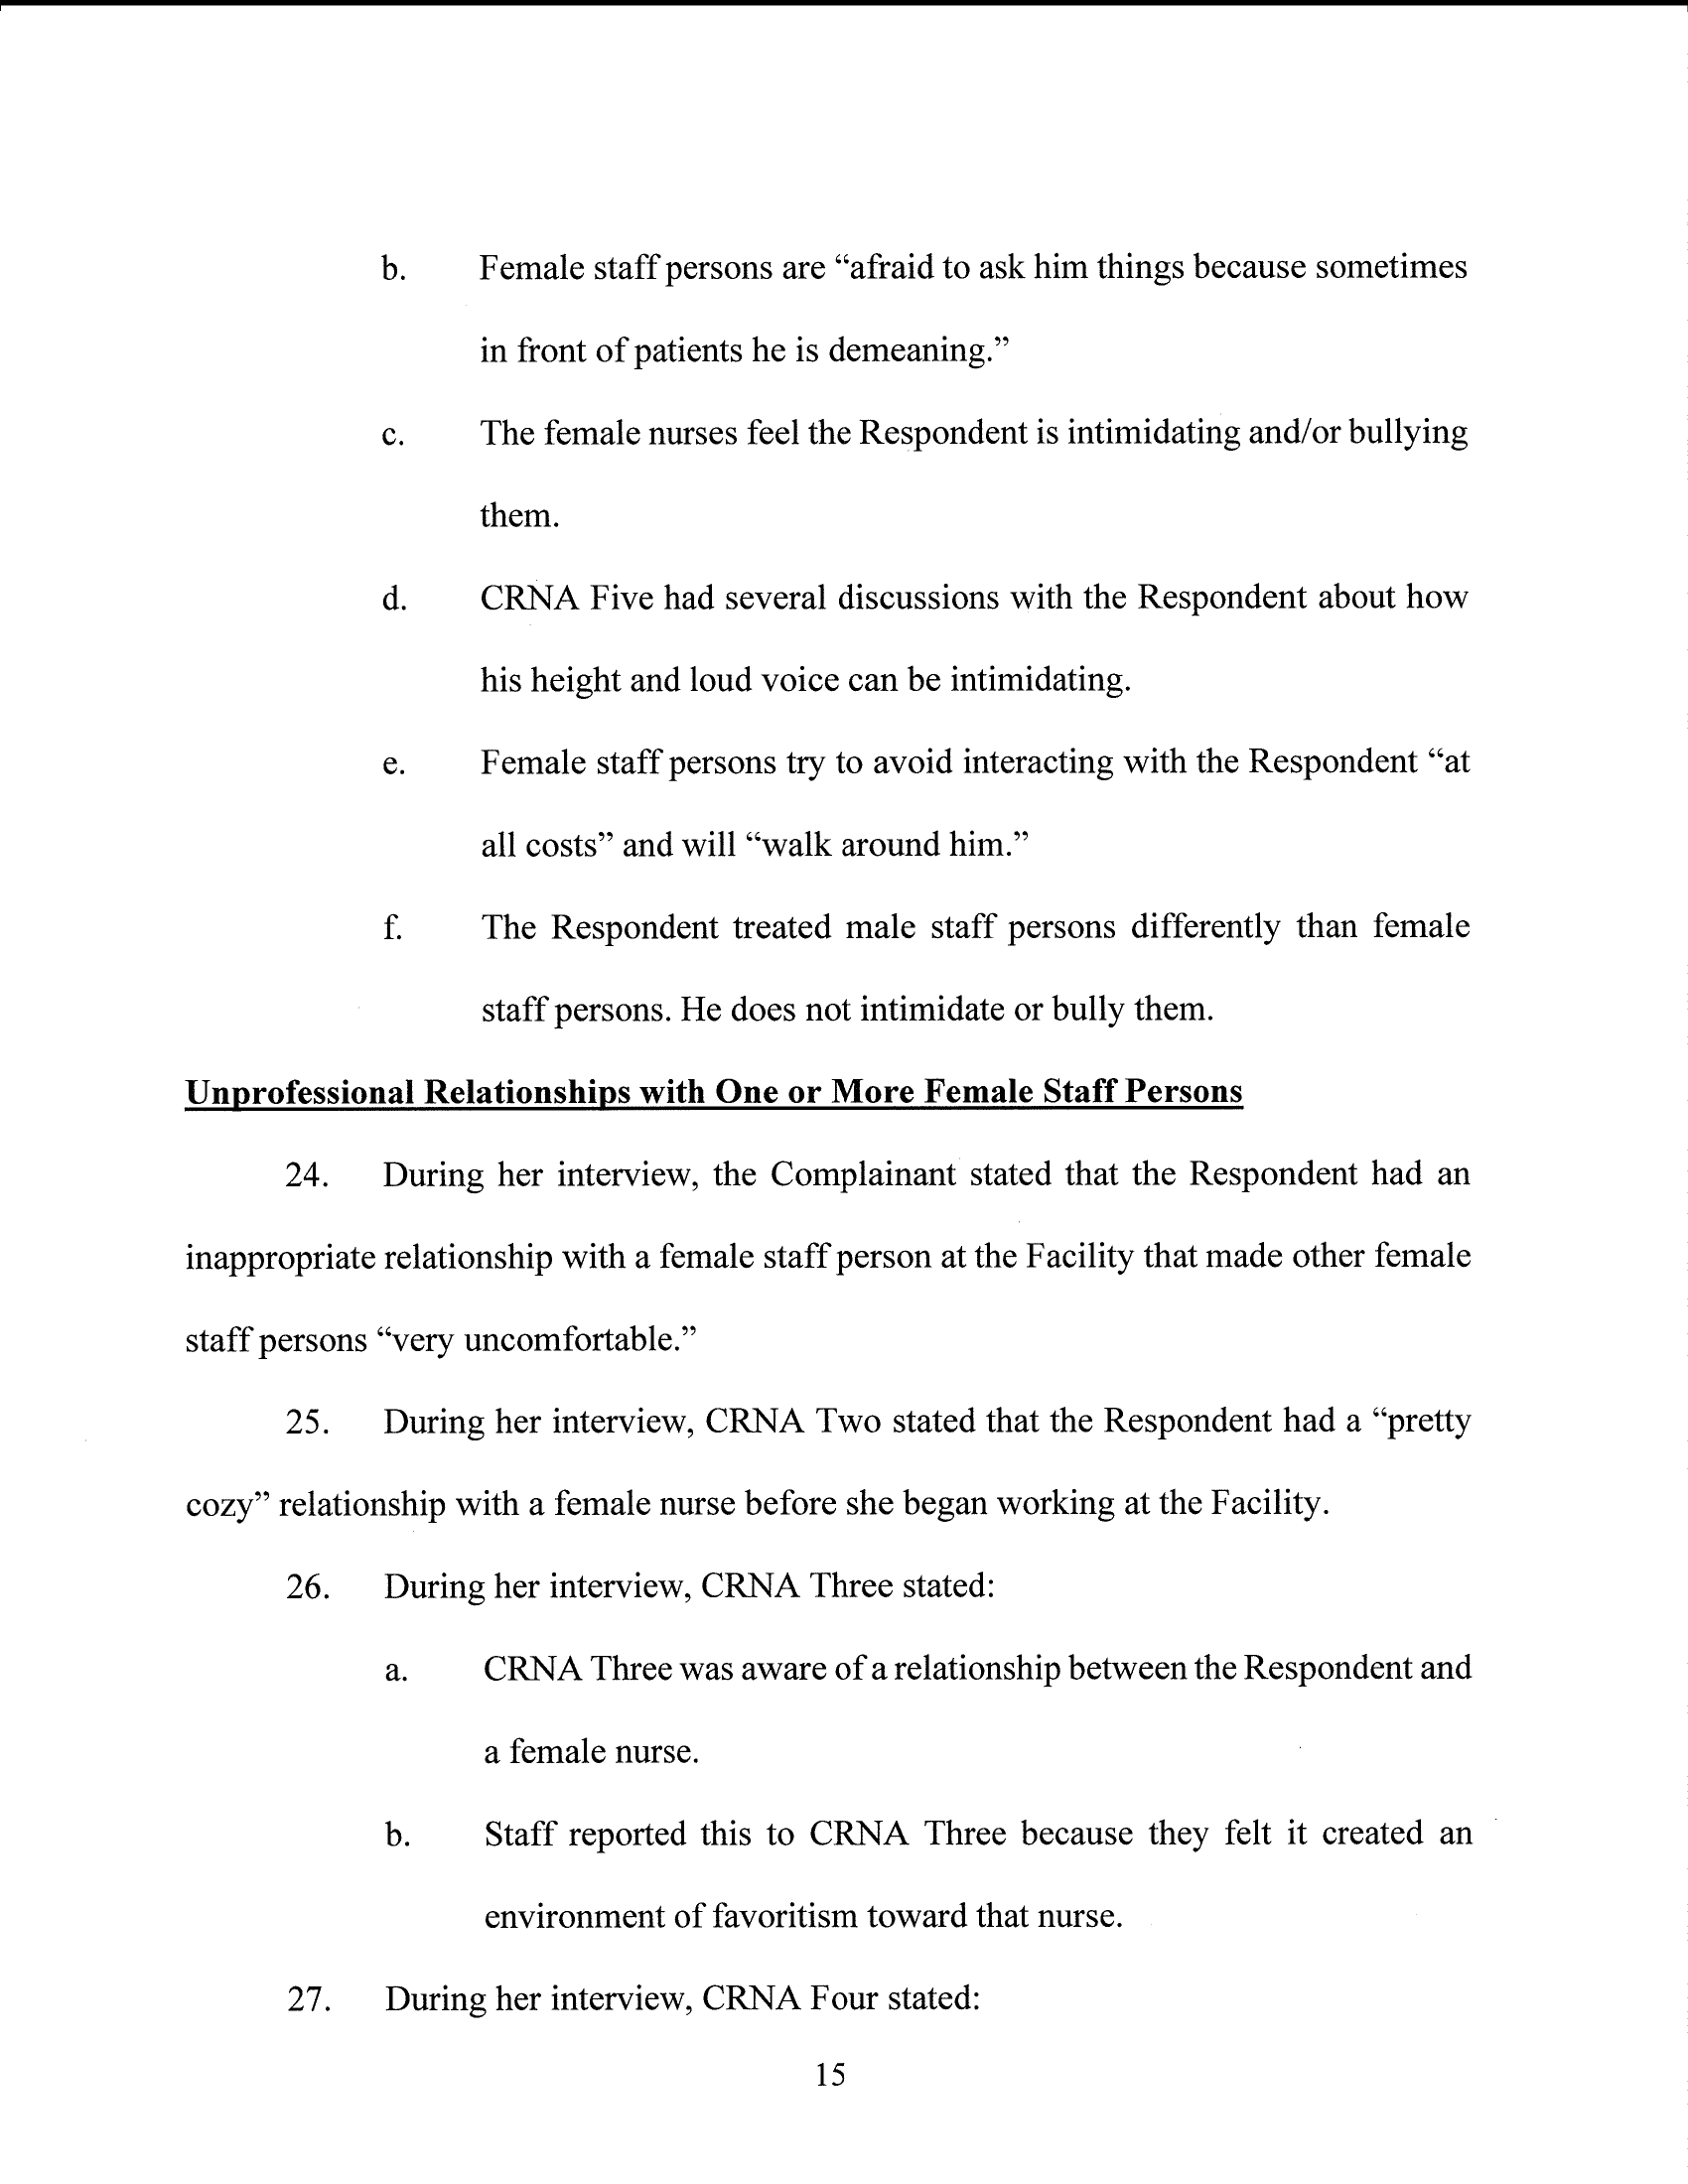 b. Female staff persons are “afraid to ask him things because sometimes
in front of patients he is demeaning.”
c. The female nurses feel the Respondent is intimidating and/or bullying
them.
d. CRNA Five had several discussions with the Respondent about how
his height and loud voice can be intimidating.
e. Female staff persons try to avoid interacting with the Respondent “at
all costs” and will “walk around him.”
f. The Respondent treated male staff persons differently than female
staff persons. He does not intimidate or bully them.
Unprofessional Relationships with One or More Female Staff Persons
24. During her interview, the Complainant stated that the Respondent had an
inappropriate relationship with a female staff person at the Facility that made other female
staff persons “very uncomfortable.”
25. During her interview, CRNA Two stated that the Respondent had a “pretty
cozy” relationship with a female nurse before she began working at the Facility.
26. During her interview, CRNA Three stated:
a. CRNA Three was aware of a relationship between the Respondent and
a female nurse.
b. Staff reported this to CRNA Three because they felt it created an
environment of favoritism toward that nurse.
27. During her interview, CRNA Four stated:
15